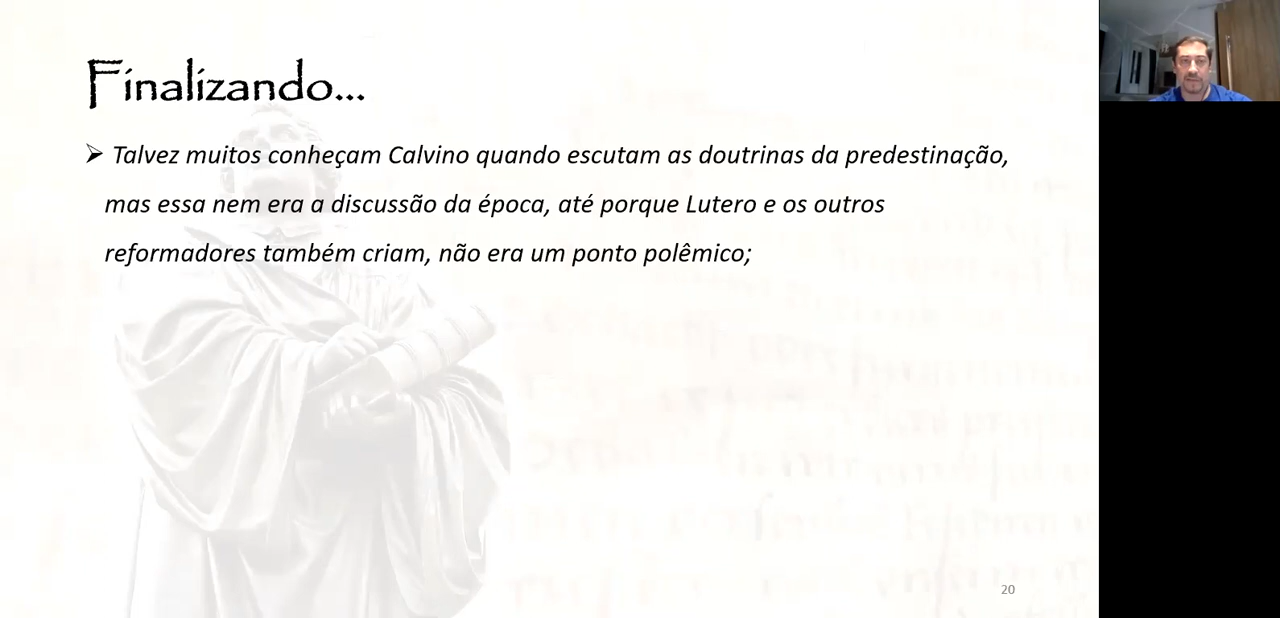 Finalizando...
➢ Talvez muitos conheçam Calvino quando escutam as doutrinas da predestinação,
mas essa nem era a discussão da época, até porque Lutero e os outros
reformadores também criam, não era um ponto polêmico;
20